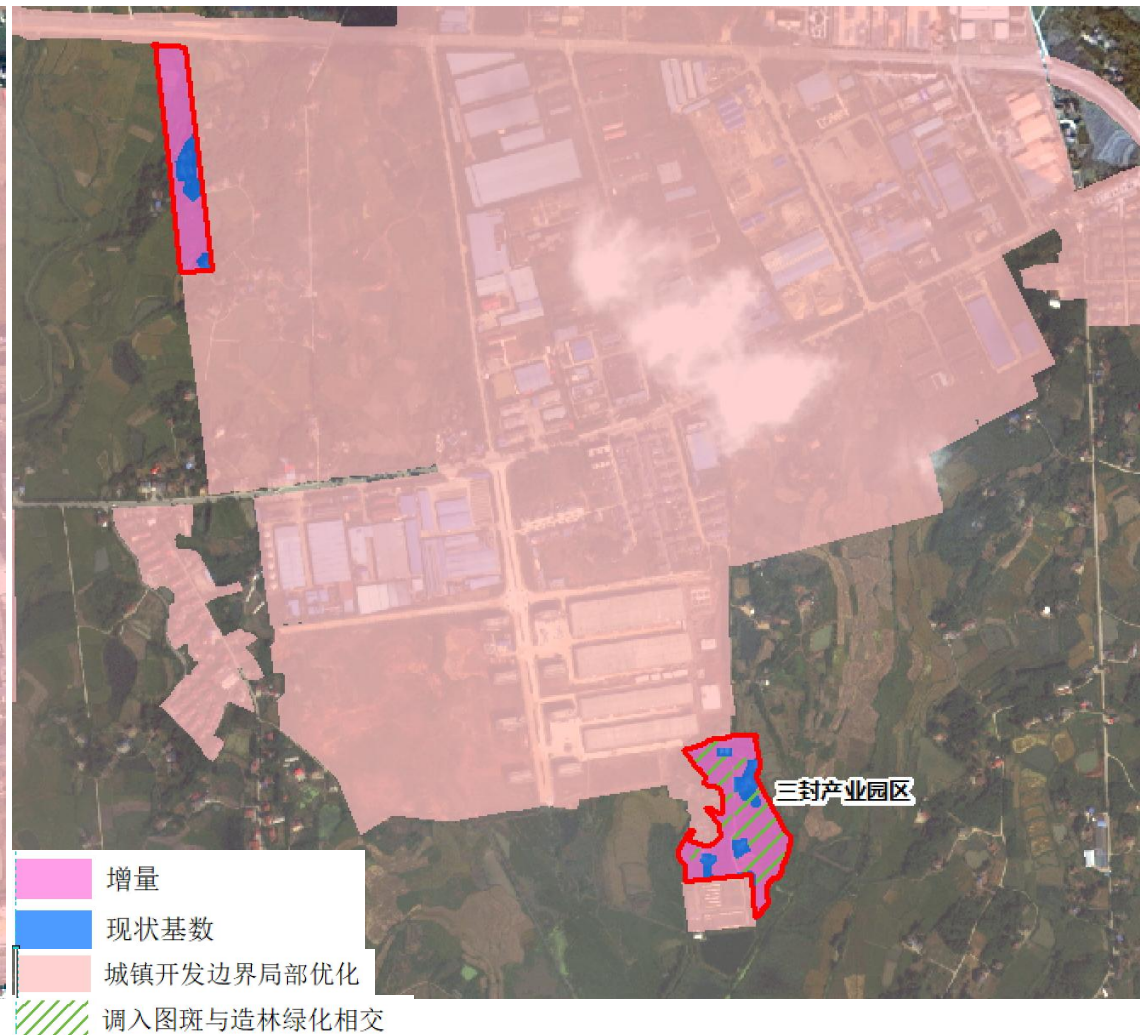 三封产业园区
增量
现状基数
城镇开发边界局部优化
调入图斑与造林绿化相交